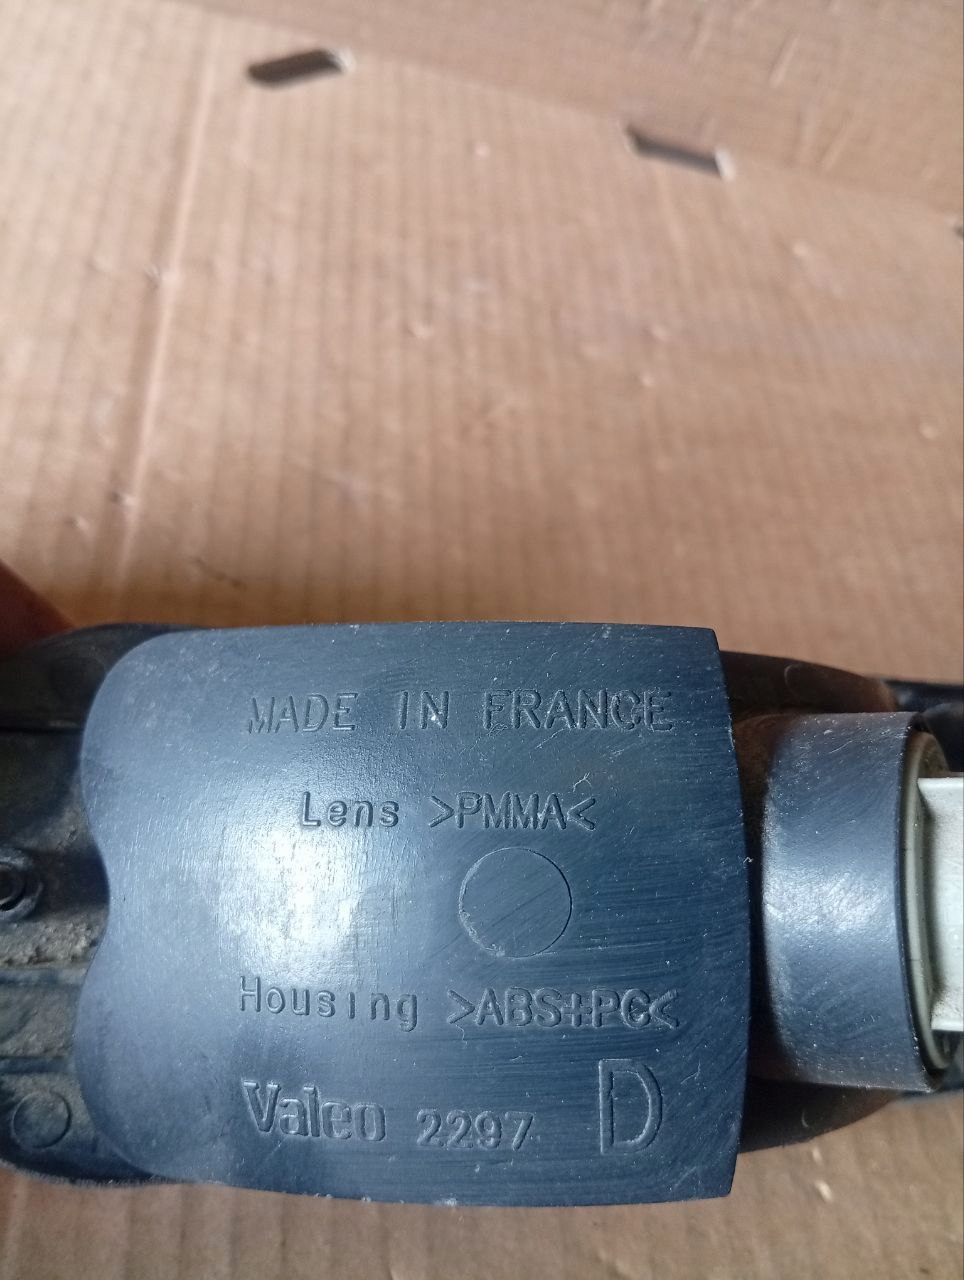 MADE IN FRANCE
Lens >PMMA<
Housing >ABS+PC<
Valeo 2297 D